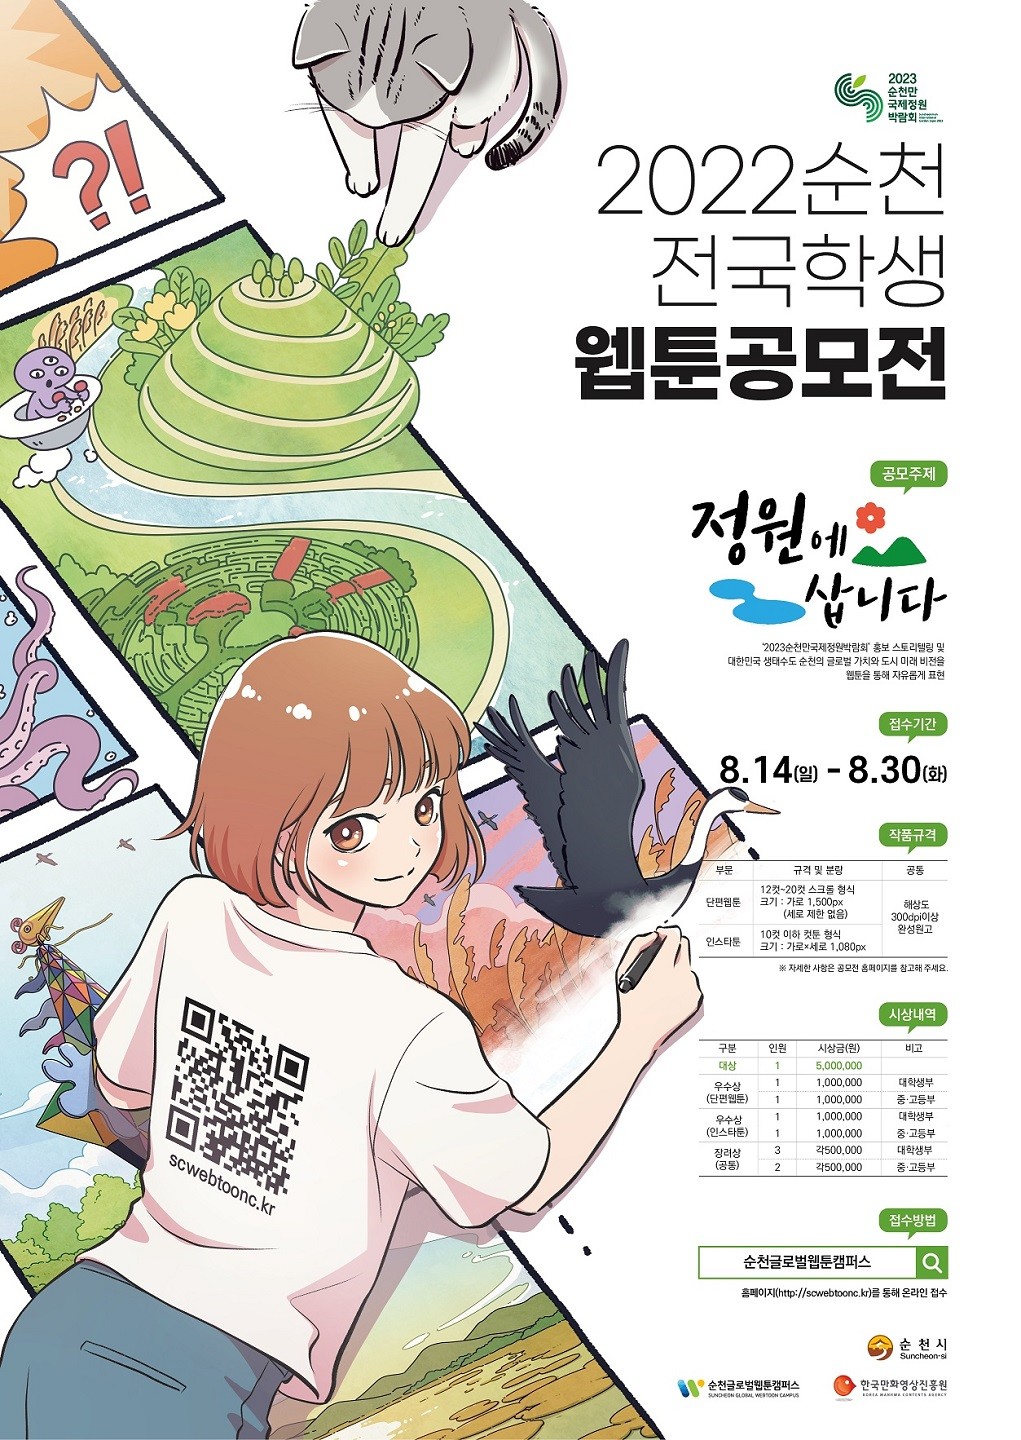 ?!
2023
순천만
국제정원
박람회
2022순천
전국학생
웹툰공모전
공모주제
정원에
삽니다
'2023순천만국제정원박람회' 홍보 스토리텔링 및
대한민국 생태수도 순천의 글로벌 가치와 도시 미래 비전을
웹툰을 통해 자유롭게 표현
접수기간
8.14(일) - 8.30(화)
작품규격
부문 규격 및 분량 공통
단편웹툰 12컷~20컷 스크롤 형식
크기 : 가로 1,500px
(세로 제한 없음)
해상도
300dpi이상
완성원고
인스타툰 10컷 이하 컷툰 형식
크기 : 가로×세로 1,080px
※ 자세한 사항은 공모전 홈페이지를 참고해 주세요.
시상내역
구분 인원 시상금(원) 비고
대상 1 5,000,000
우수상
(단편웹툰)
1 1,000,000 대학생부
1 1,000,000 중·고등부
우수상
(인스타툰)
1 1,000,000 대학생부
1 1,000,000 중·고등부
장려상
(공통)
3 각500,000 대학생부
2 각500,000 중·고등부
scwebtoonc.kr
접수방법
순천글로벌웹툰캠퍼스
홈페이지(http://scwebtoonc.kr)를 통해 온라인 접수
순천시
Suncheon-si
순천글로벌웹툰캠퍼스
SUNCHEON GLOBAL WEBTOON CAMPUS
한국만화영상진흥원
KOREA MANHWA CONTENTS AGENCY